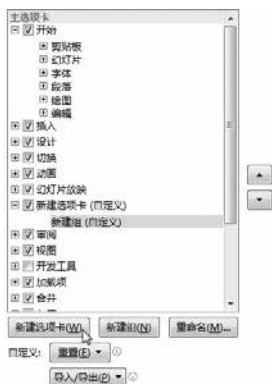 主选项卡
开始
剪贴板
幻灯片
字体
段落
绘图
编辑
插入
设计
切换
动画
幻灯片放映
新建选项卡 (自定义)
新建组 (自定义)
审阅
视图
开发工具
加载项
合并
新建选项卡(W) 新建组(N) 重命名(M)...
自定义: 重置(E)
导入/导出(P)